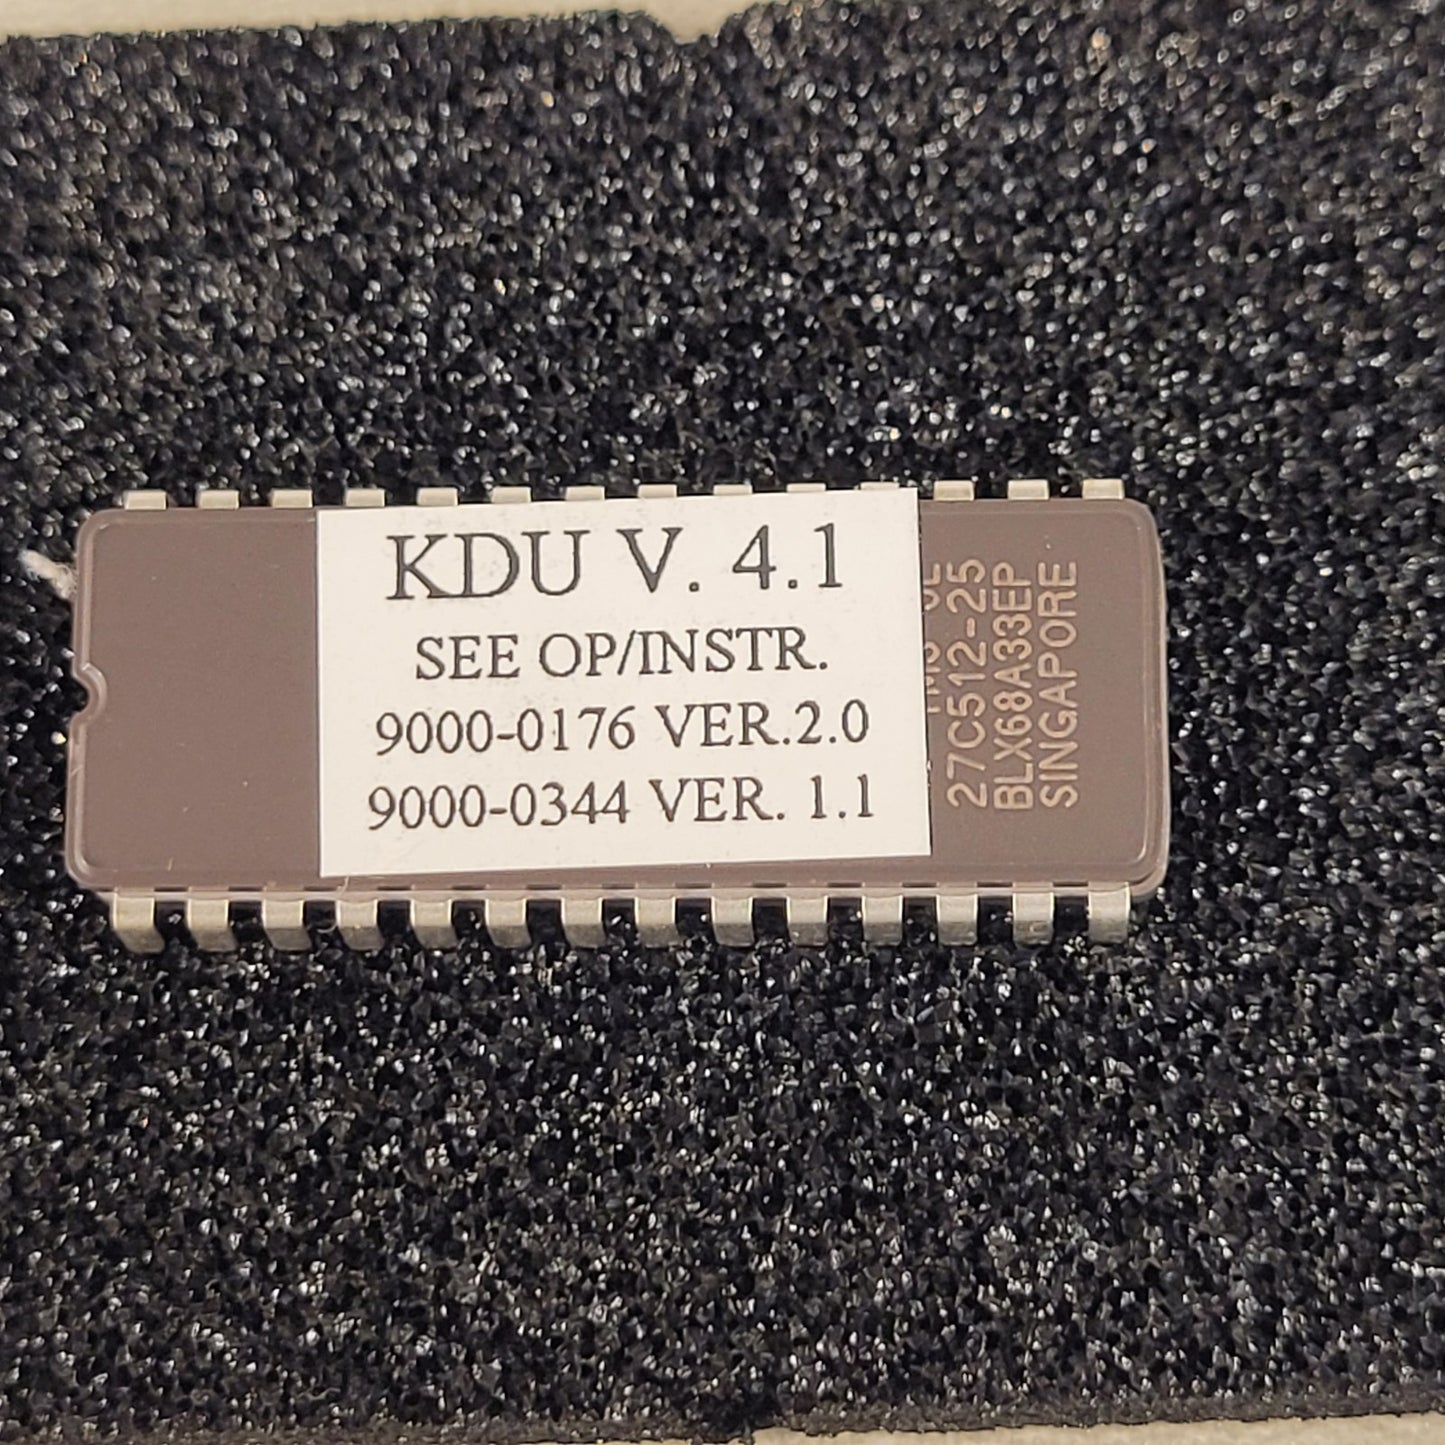 KDU V. 4.1
SEE OP/INSTR.
9000-0176 VER.2.0
9000-0344 VER. 1.1
27C512-25
BLX68A33EP
SINGAPORE